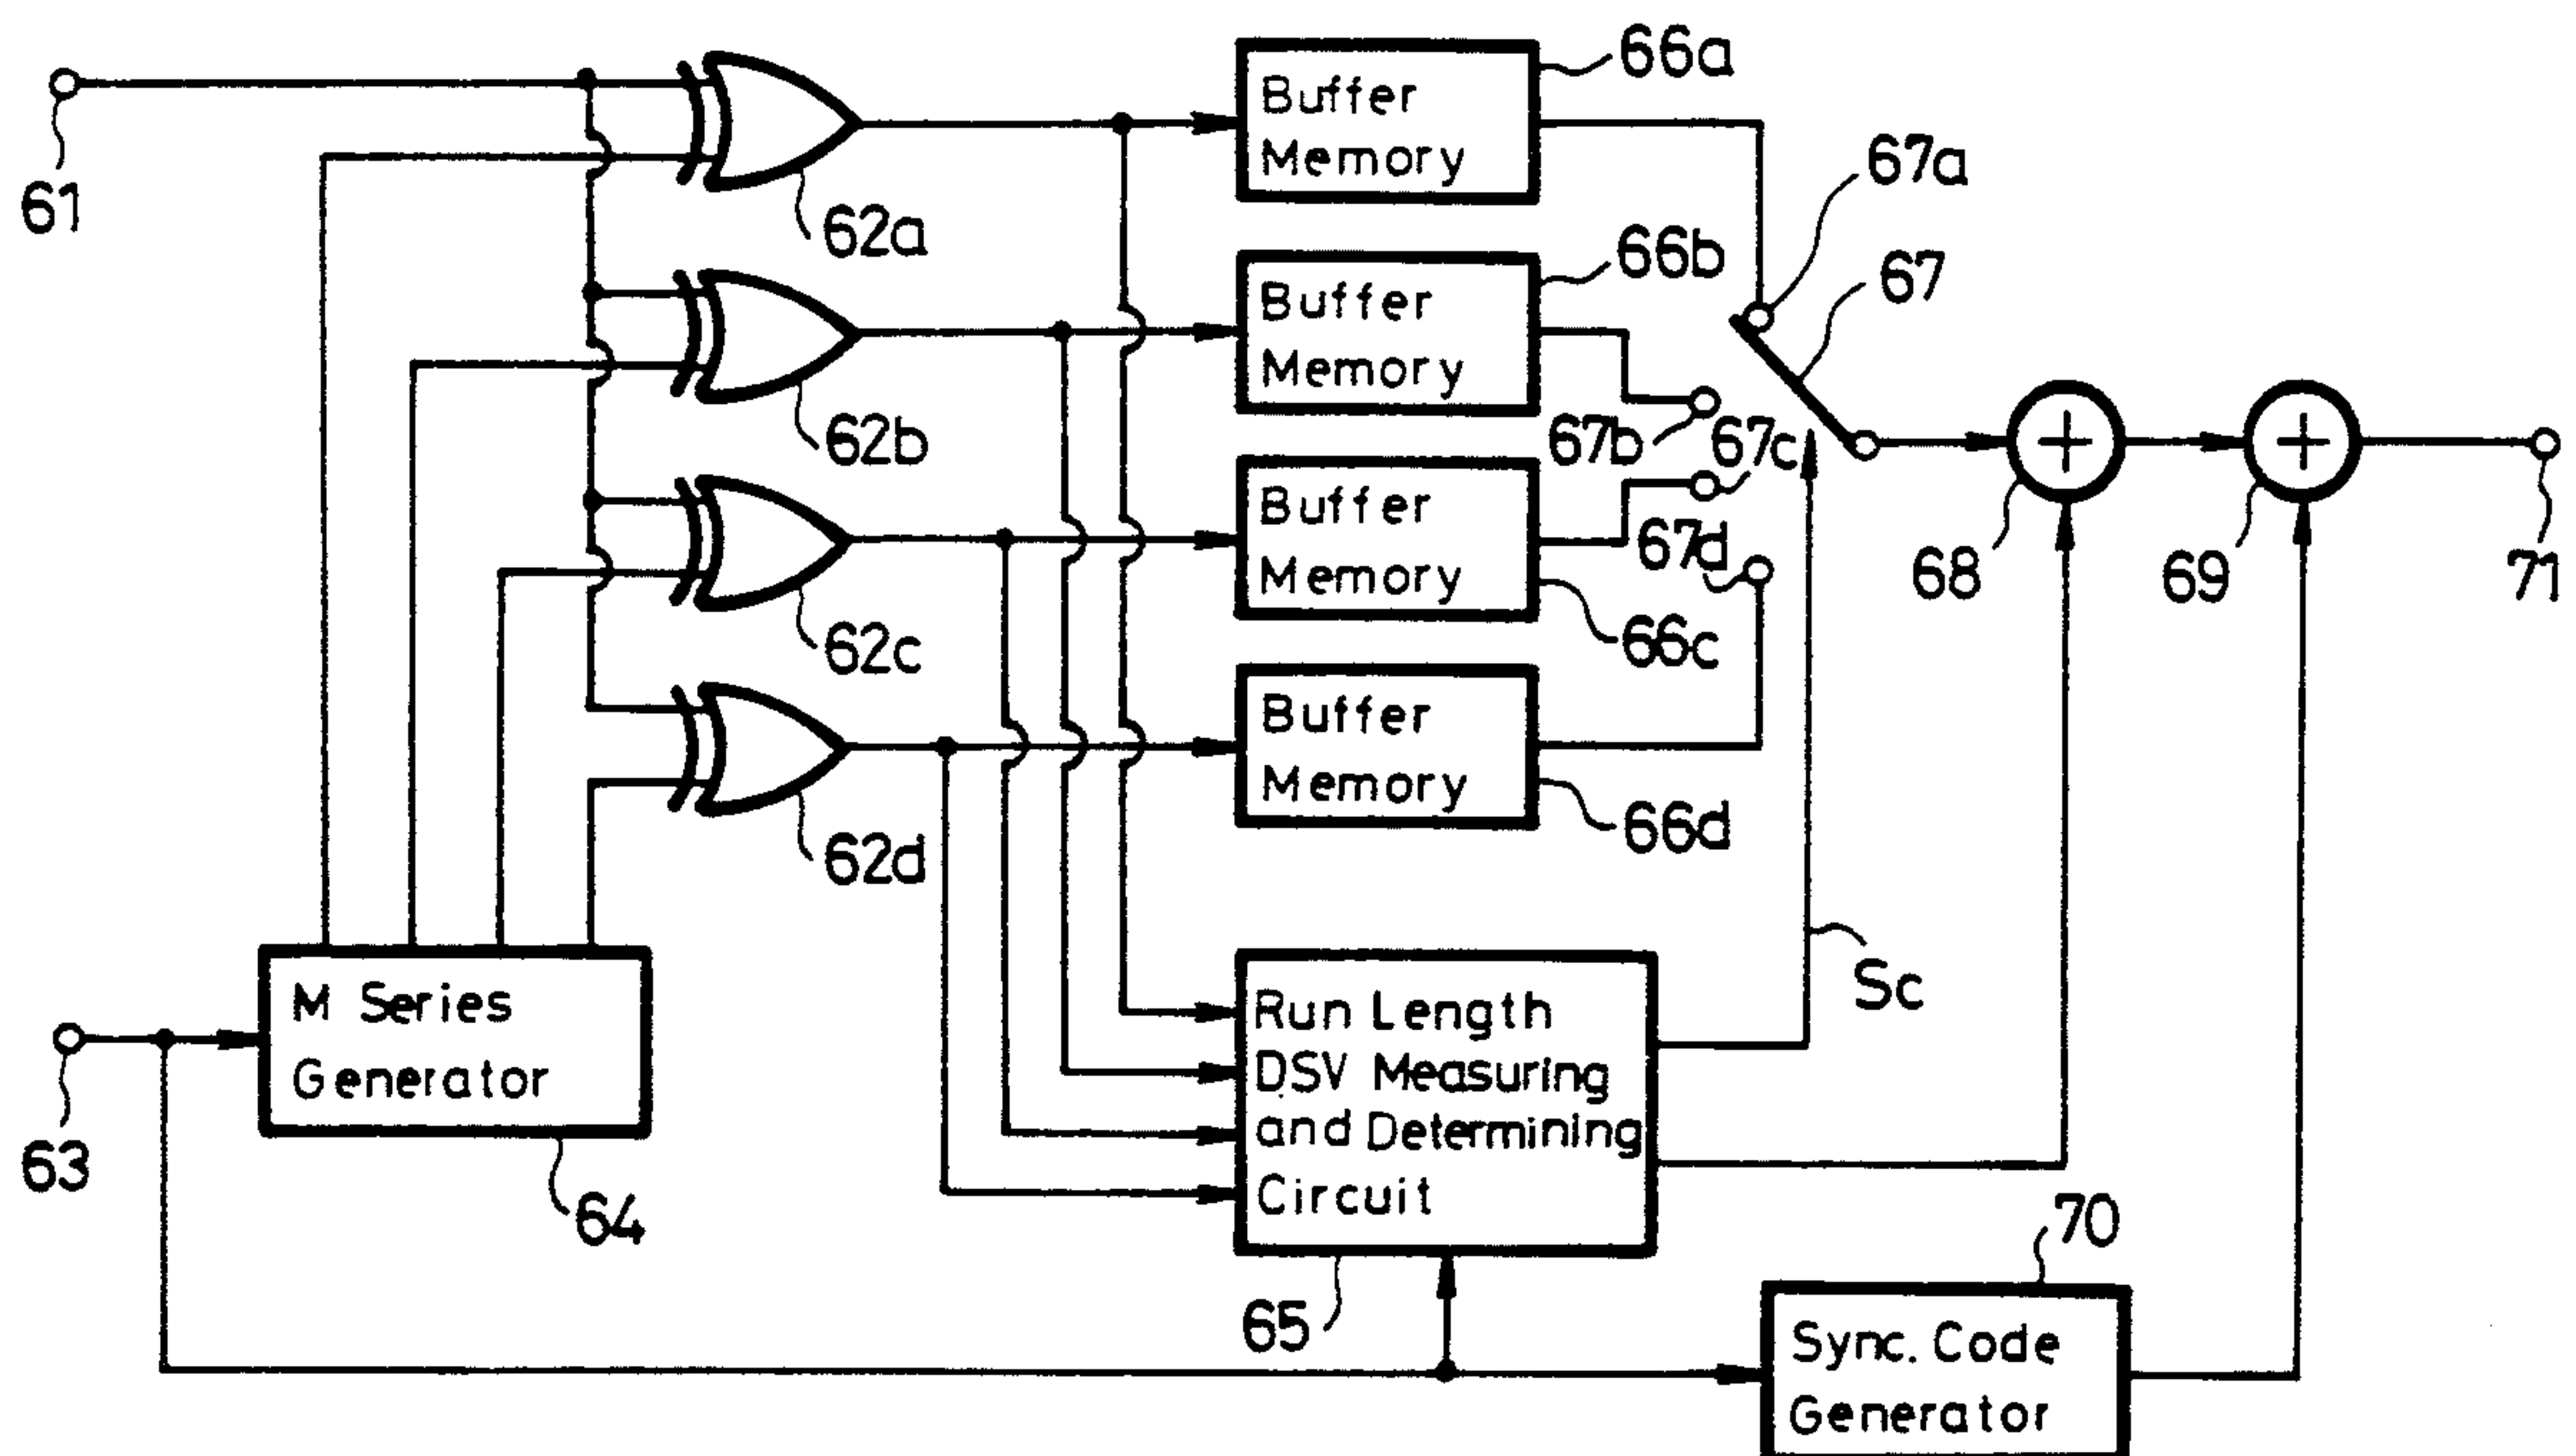 61
62a
Buffer
Memory
66a
67a
62b
Buffer
Memory
66b
67
67b
67c
62c
Buffer
Memory
66c
67d
68
69
71
62d
Buffer
Memory
66d
63
M Series
Generator
64
Run Length
DSV Measuring
and Determining
Circuit
65
Sc
70
Sync. Code
Generator